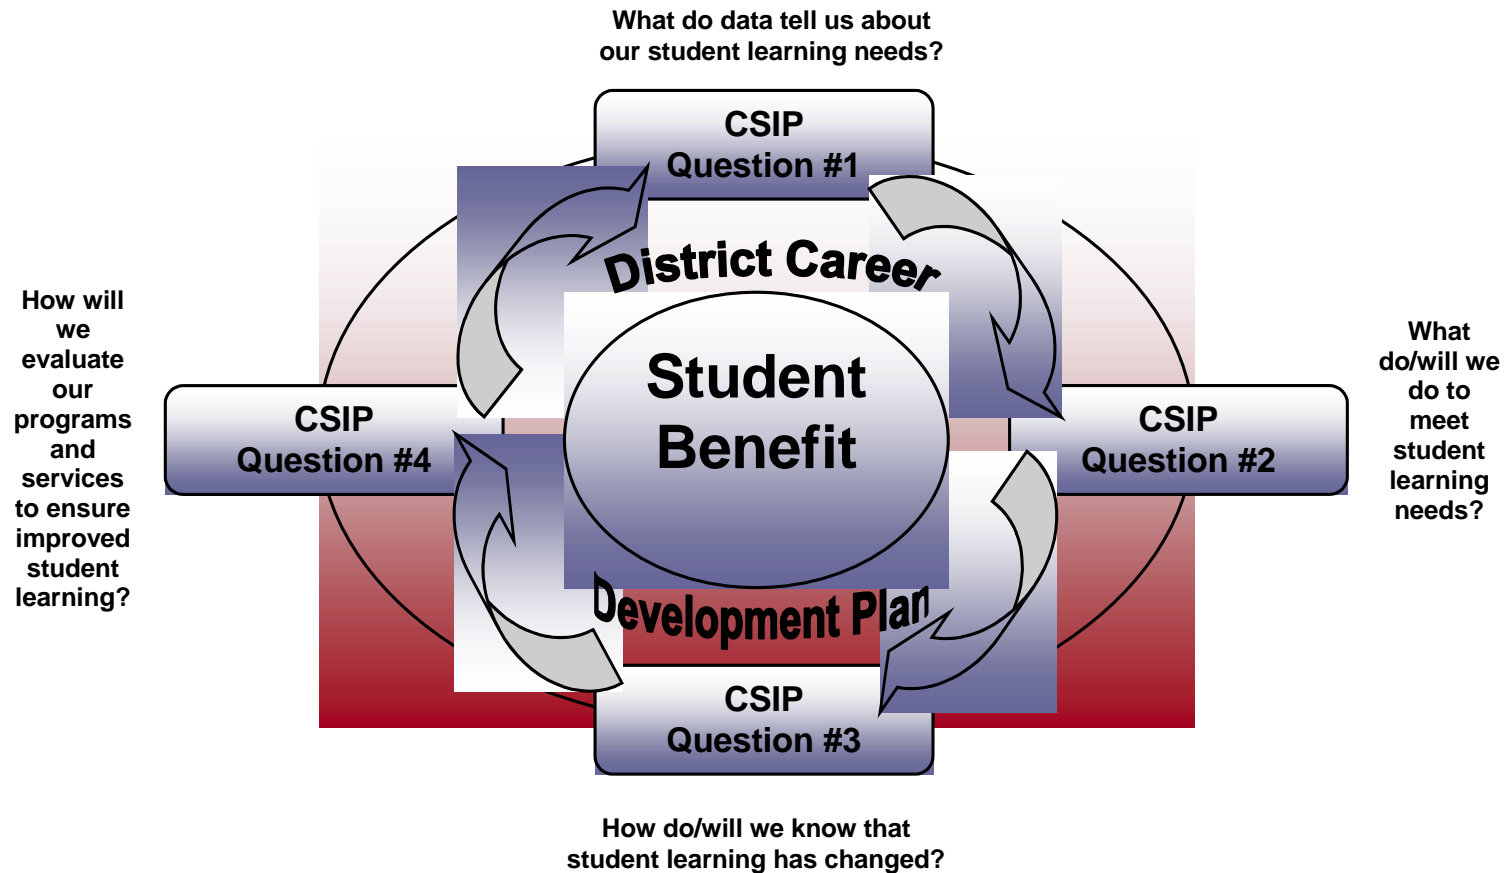 What do data tell us about
our student learning needs?
CSIP
Question #1
District Career
How will
we
evaluate
our
programs
and
services
to ensure
improved
student
learning?
CSIP
Question #4
Student
Benefit
CSIP
Question #2
What
do/will we
do to
meet
student
learning
needs?
Development Plan
CSIP
Question #3
How do/will we know that
student learning has changed?